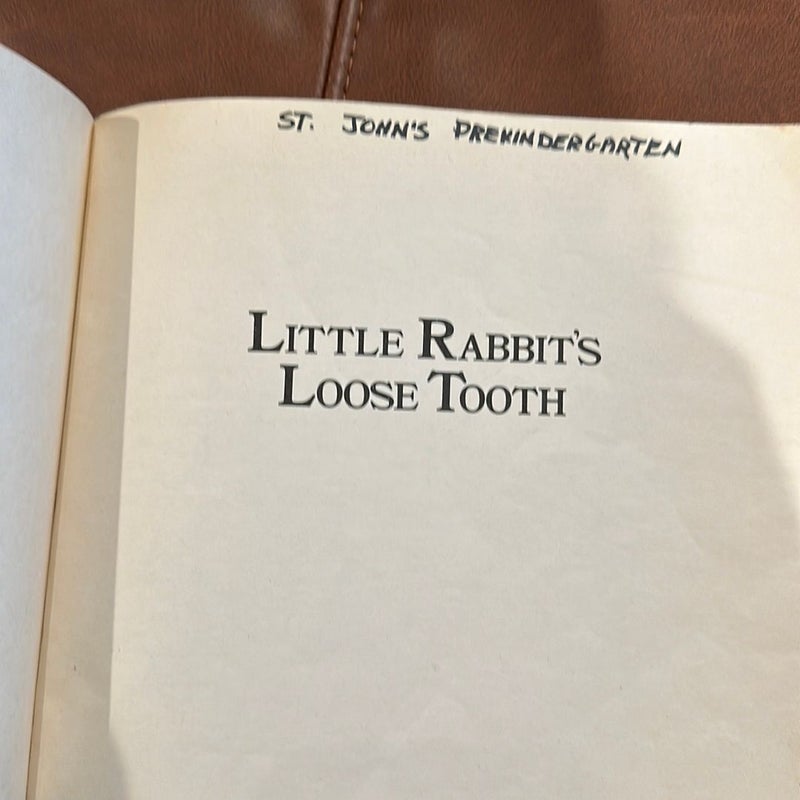 ST. JOHN'S PREKINDERGARTEN
LITTLE RABBIT'S
LOOSE TOOTH